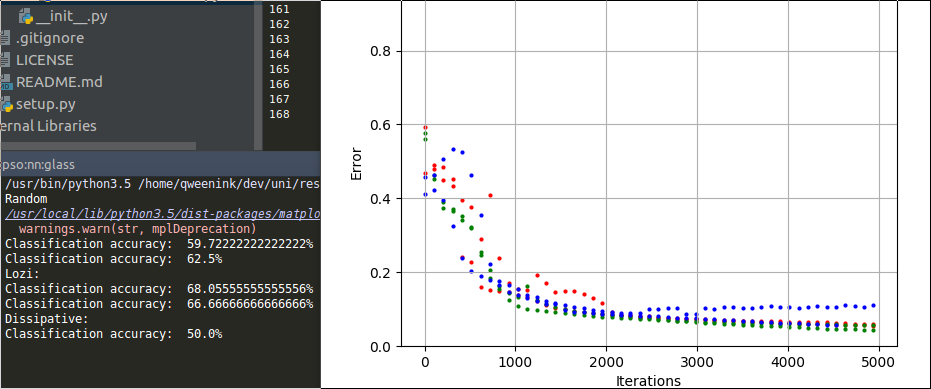 __init__.py
.gitignore
LICENSE
README.md
setup.py
ernal Libraries
161
162
163
164
165
166
167
168
:pso:nn:glass
/usr/bin/python3.5 /home/qweenink/dev/uni/res
Random
/usr/local/lib/python3.5/dist-packages/matplo
warnings.warn(str, mplDeprecation)
Classification accuracy:  59.72222222222222%
Classification accuracy:  62.5%
Lozi:
Classification accuracy:  68.05555555555556%
Classification accuracy:  66.66666666666666%
Dissipative:
Classification accuracy:  50.0%
0.8
0.6
0.4
0.2
0.0
Error
0 1000 2000 3000 4000 5000
Iterations